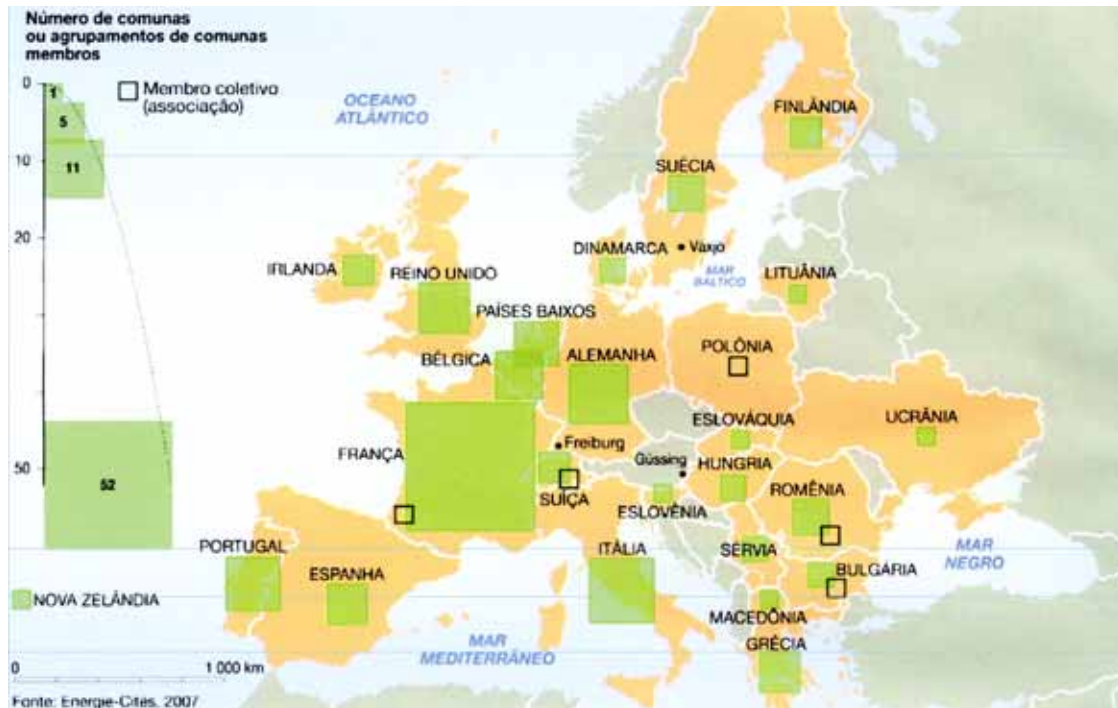 Número de comunas
ou agrupamentos de comunas
membros
0
1
5
10
11
20
50
52
Membro coletivo
(associação)
OCEANO
ATLÂNTICO
FINLÂNDIA
SUÉCIA
DINAMARCA
Växjö
MAR
BÁLTICO
LITUÂNIA
IRLANDA
REINO UNIDO
PAÍSES BAIXOS
BÉLGICA
ALEMANHA
POLÔNIA
ESLOVÁQUIA
UCRÂNIA
FRANÇA
Freiburg
Güssing
HUNGRIA
SUÍÇA
ESLOVÊNIA
ROMÊNIA
PORTUGAL
ESPANHA
ITÁLIA
SERVIA
BULGÁRIA
MAR
NEGRO
NOVA ZELÂNDIA
MACEDÔNIA
GRÉCIA
MAR
MEDITERRÂNEO
0
1 000 km
Fonte: Energie-Cités, 2007